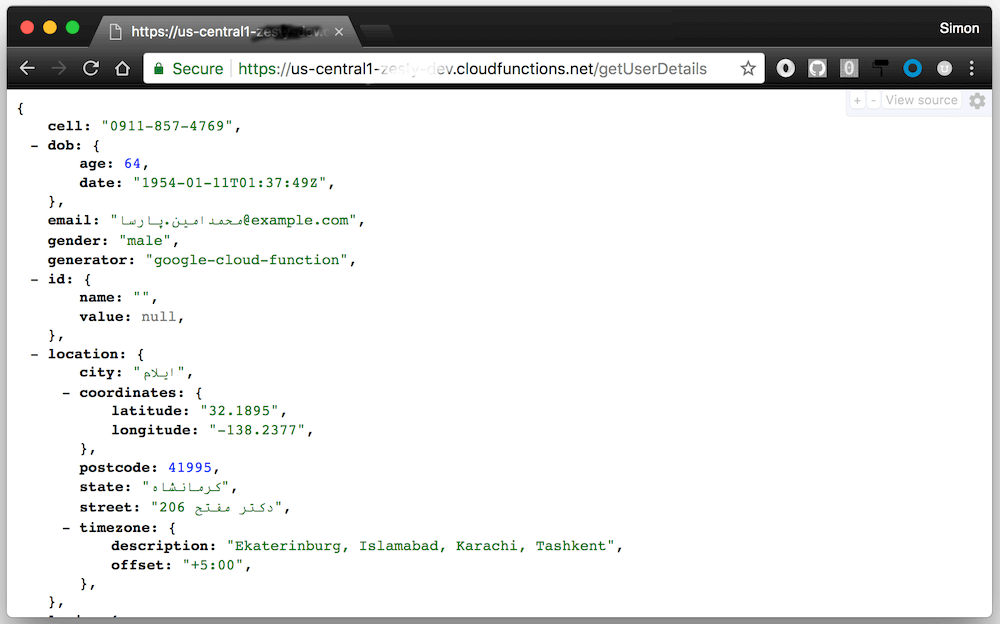 https://us-central1-
Simon
Secure https://us-central1-zesty-dev.cloudfunctions.net/getUserDetails
+ - View source
{
cell: "0911-857-4769",
- dob: {
age: 64,
date: "1954-01-11T01:37:49Z",
},
email: "محمدامین.پارسا@example.com",
gender: "male",
generator: "google-cloud-function",
- id: {
name: "",
value: null,
},
- location: {
city: "ایلام",
- coordinates: {
latitude: "32.1895",
longitude: "-138.2377",
},
postcode: 41995,
state: "کرمانشاه",
street: "206 دکتر مفتح",
- timezone: {
description: "Ekaterinburg, Islamabad, Karachi, Tashkent",
offset: "+5:00",
},
},